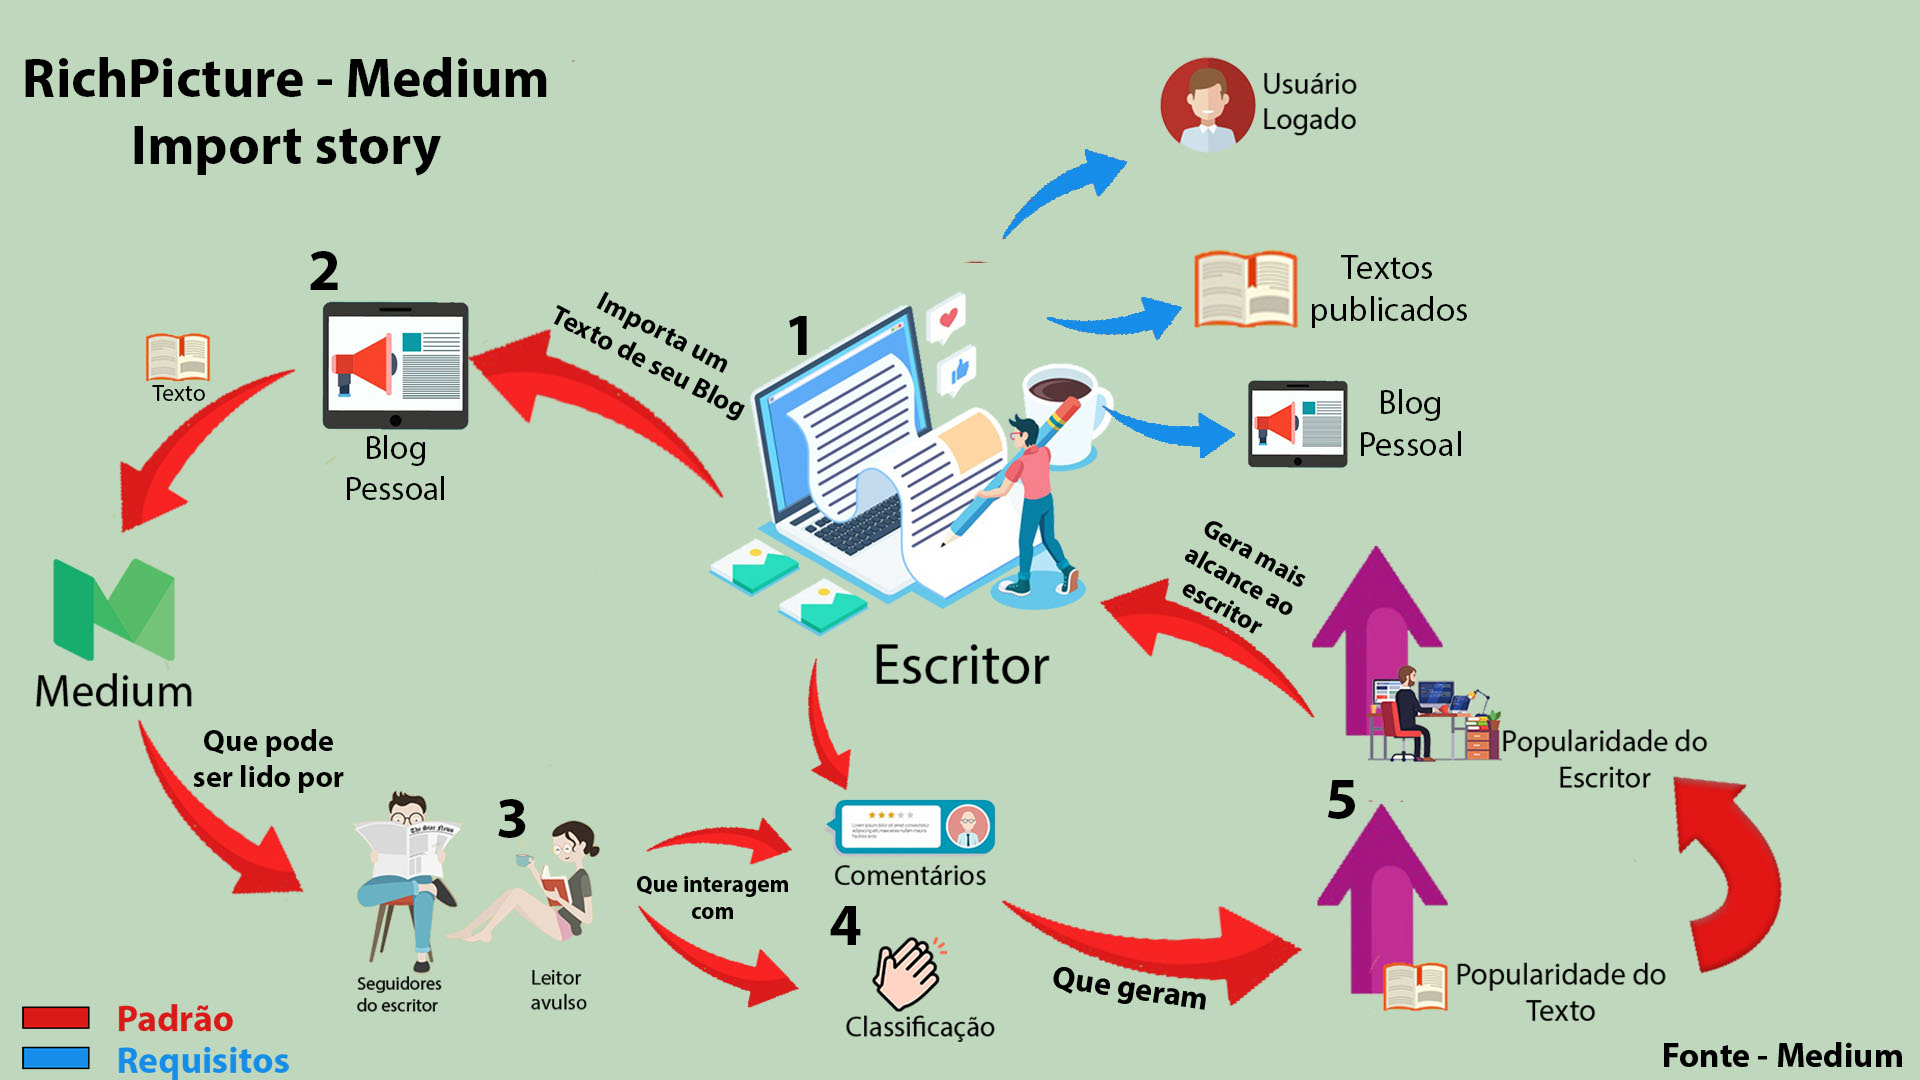 RichPicture - Medium
Import story
Usuário
Logado
Textos
publicados
Blog
Pessoal
1
Importa um
Texto de seu Blog
2
Blog
Pessoal
Texto
Medium
Que pode
ser lido por
3
The Star News
Seguidores
do escritor
Leitor
avulso
Que interagem
com
Escritor
Comentários
4
Classificação
Que geram
5
Popularidade do
Texto
Popularidade do
Escritor
Gera mais
alcance ao
escritor
Padrão
Requisitos
Fonte - Medium